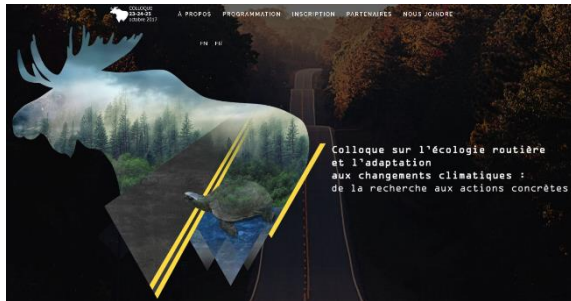 COLLOQUE
23-24-25
octobre 2017
À PROPOS PROGRAMMATION INSCRIPTION PARTENAIRES NOUS JOINDRE
EN FR
Colloque sur l'écologie routière
et l'adaptation
aux changements climatiques :
de la recherche aux actions concrètes